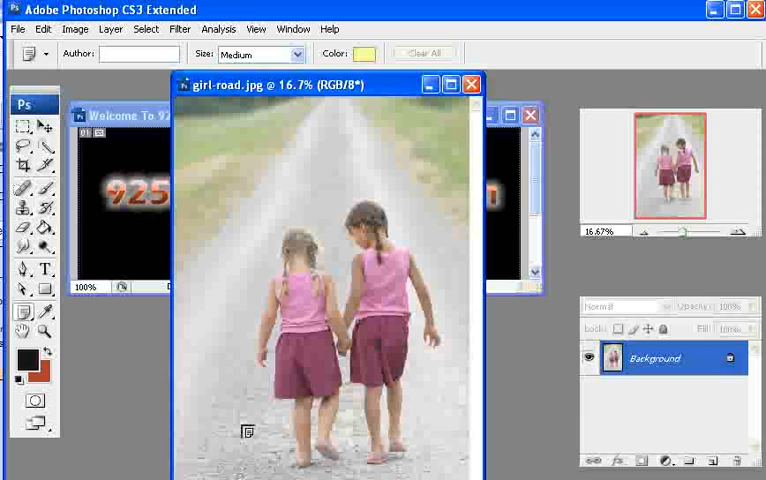 Adobe Photoshop CS3 Extended
File Edit Image Layer Select Filter Analysis View Window Help
Author: Size: Medium Color: Clear All
girl-road.jpg @ 16.7% (RGB/8*)
Ps
Welcome To 92
925
n
16.67%
100%
Normal Opacity: 100%
Lock: Fill: 100%
Background
T